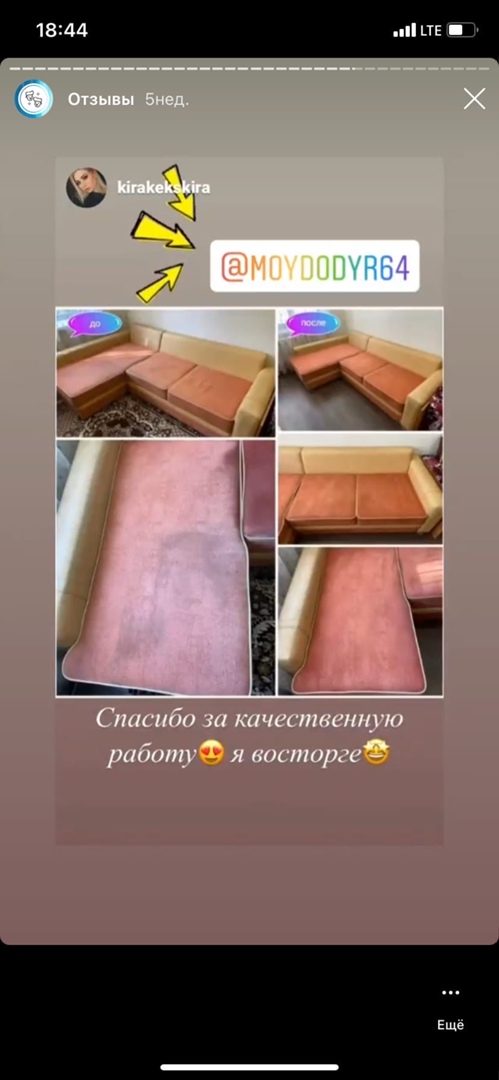 18:44
LTE
Отзывы 5нед.
kirakekskira
@MOYDODYR64
до
после
Спасибо за качественную
работу😍 я восторге🤩
Ещё